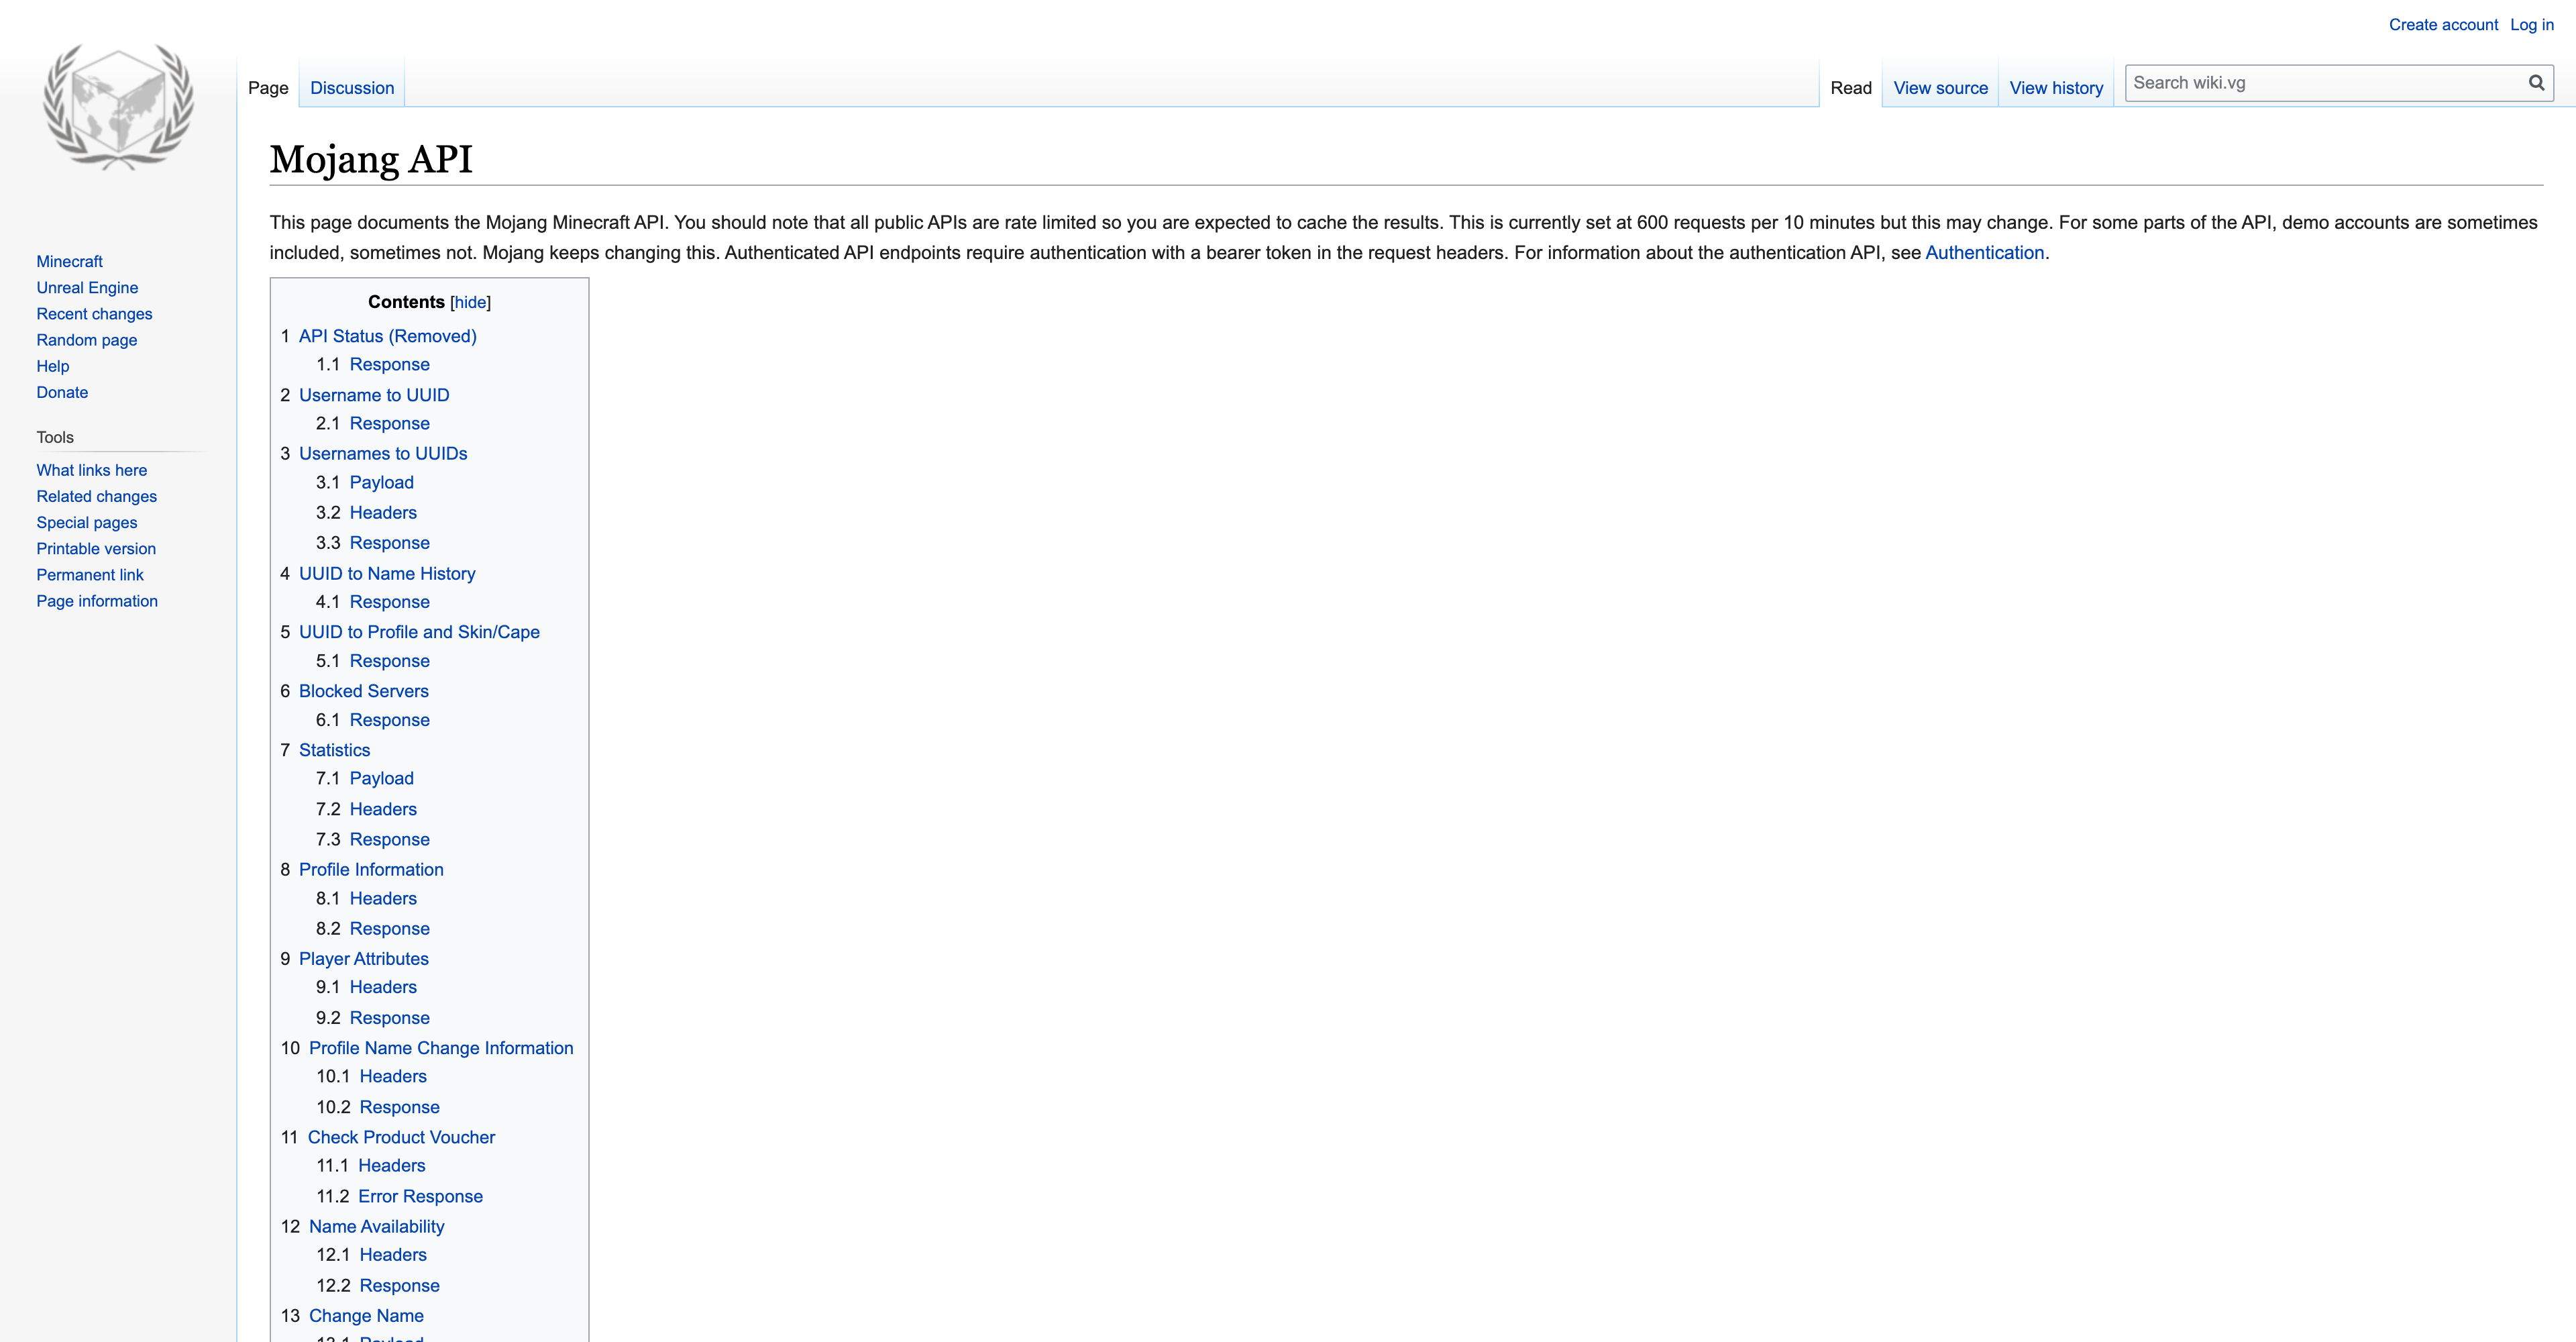 Create account Log in
Page Discussion Read View source View history Search wiki.vg
Mojang API
This page documents the Mojang Minecraft API. You should note that all public APIs are rate limited so you are expected to cache the results. This is currently set at 600 requests per 10 minutes but this may change. For some parts of the API, demo accounts are sometimes
included, sometimes not. Mojang keeps changing this. Authenticated API endpoints require authentication with a bearer token in the request headers. For information about the authentication API, see Authentication.
Minecraft
Unreal Engine
Recent changes
Random page
Help
Donate
Tools
What links here
Related changes
Special pages
Printable version
Permanent link
Page information
Contents [hide]
1 API Status (Removed)
1.1 Response
2 Username to UUID
2.1 Response
3 Usernames to UUIDs
3.1 Payload
3.2 Headers
3.3 Response
4 UUID to Name History
4.1 Response
5 UUID to Profile and Skin/Cape
5.1 Response
6 Blocked Servers
6.1 Response
7 Statistics
7.1 Payload
7.2 Headers
7.3 Response
8 Profile Information
8.1 Headers
8.2 Response
9 Player Attributes
9.1 Headers
9.2 Response
10 Profile Name Change Information
10.1 Headers
10.2 Response
11 Check Product Voucher
11.1 Headers
11.2 Error Response
12 Name Availability
12.1 Headers
12.2 Response
13 Change Name
13.1 Payload